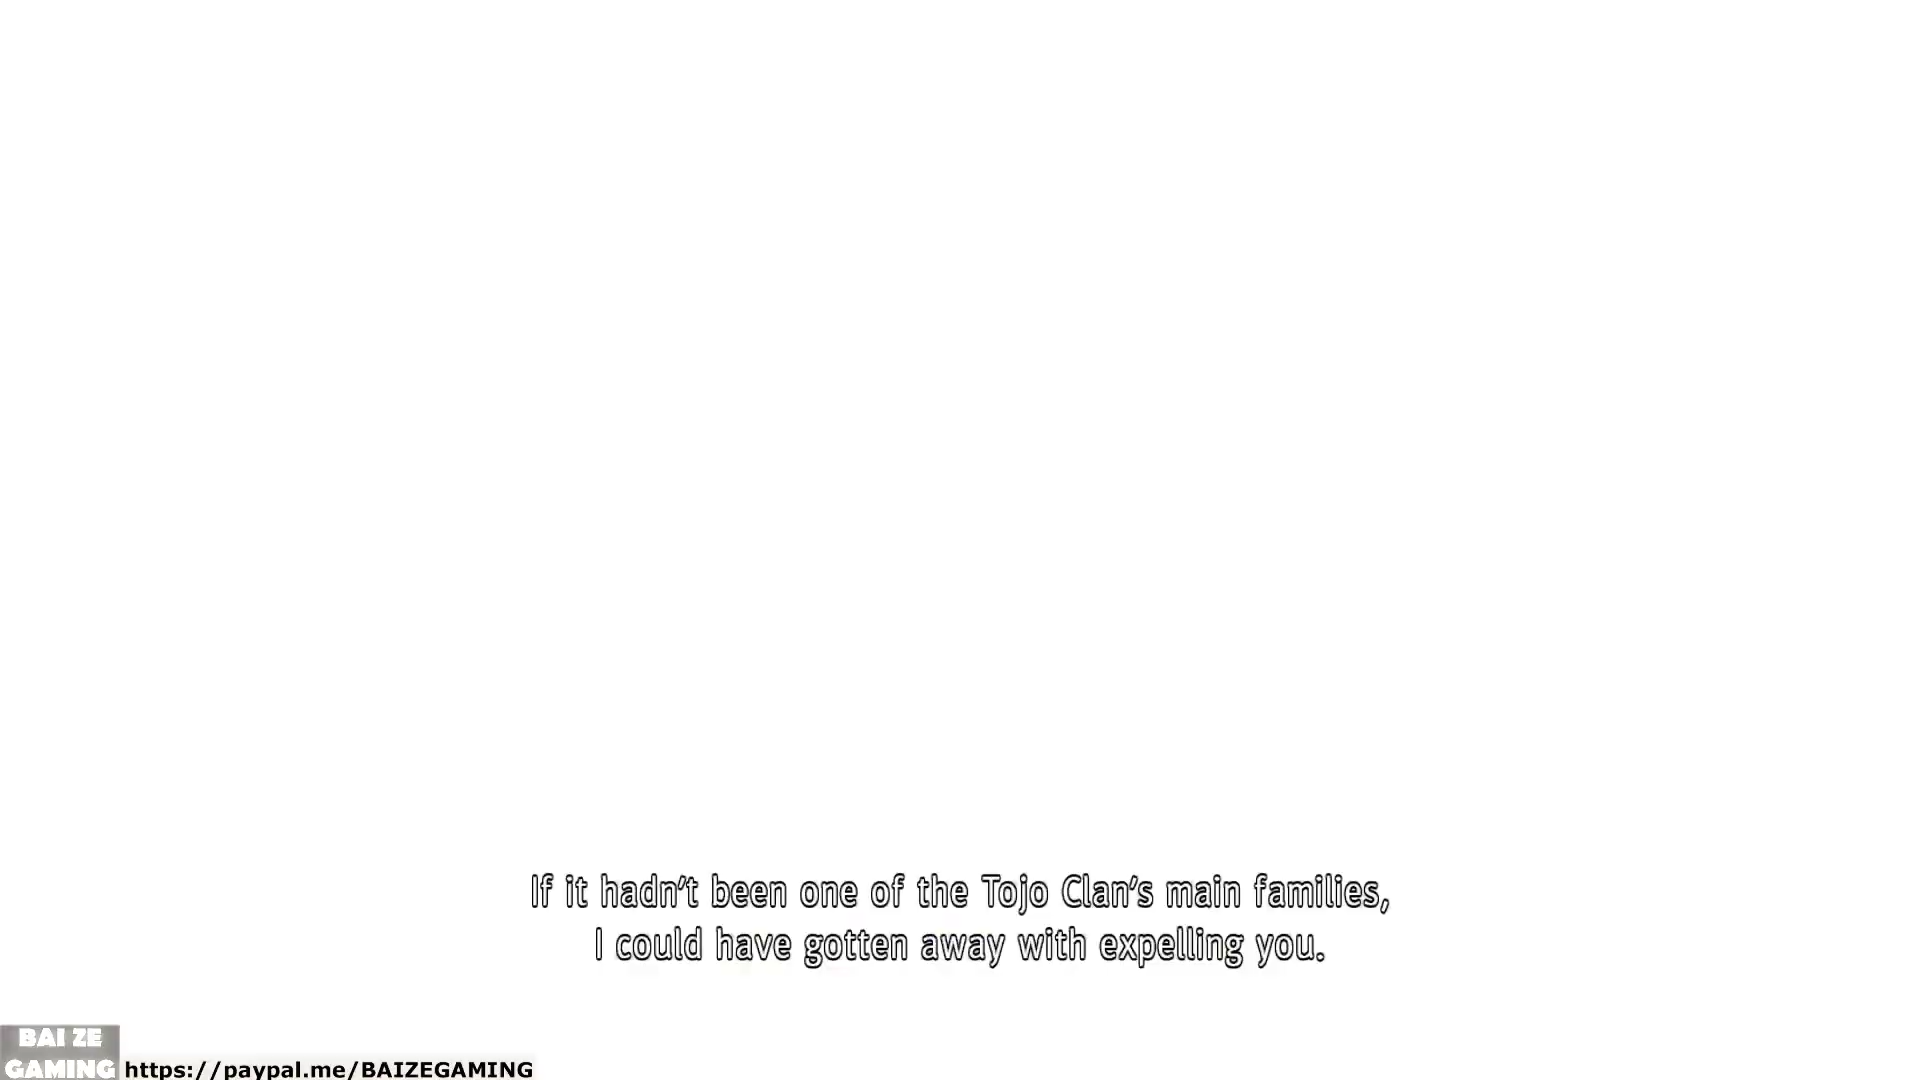 If it hadn't been one of the Tojo Clan's main families,
I could have gotten away with expelling you.
BAI ZE
GAMING https://paypal.me/BAIZEGAMING